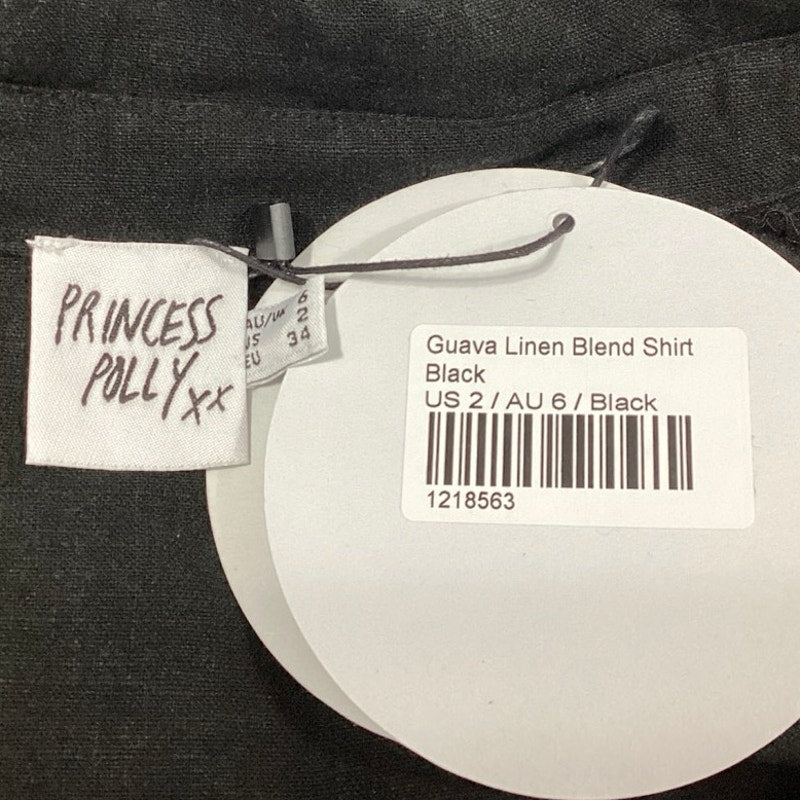 PRINCESS
POLLY xx
AU/UK 6
US 2
EU 34
Guava Linen Blend Shirt
Black
US 2 / AU 6 / Black
1218563